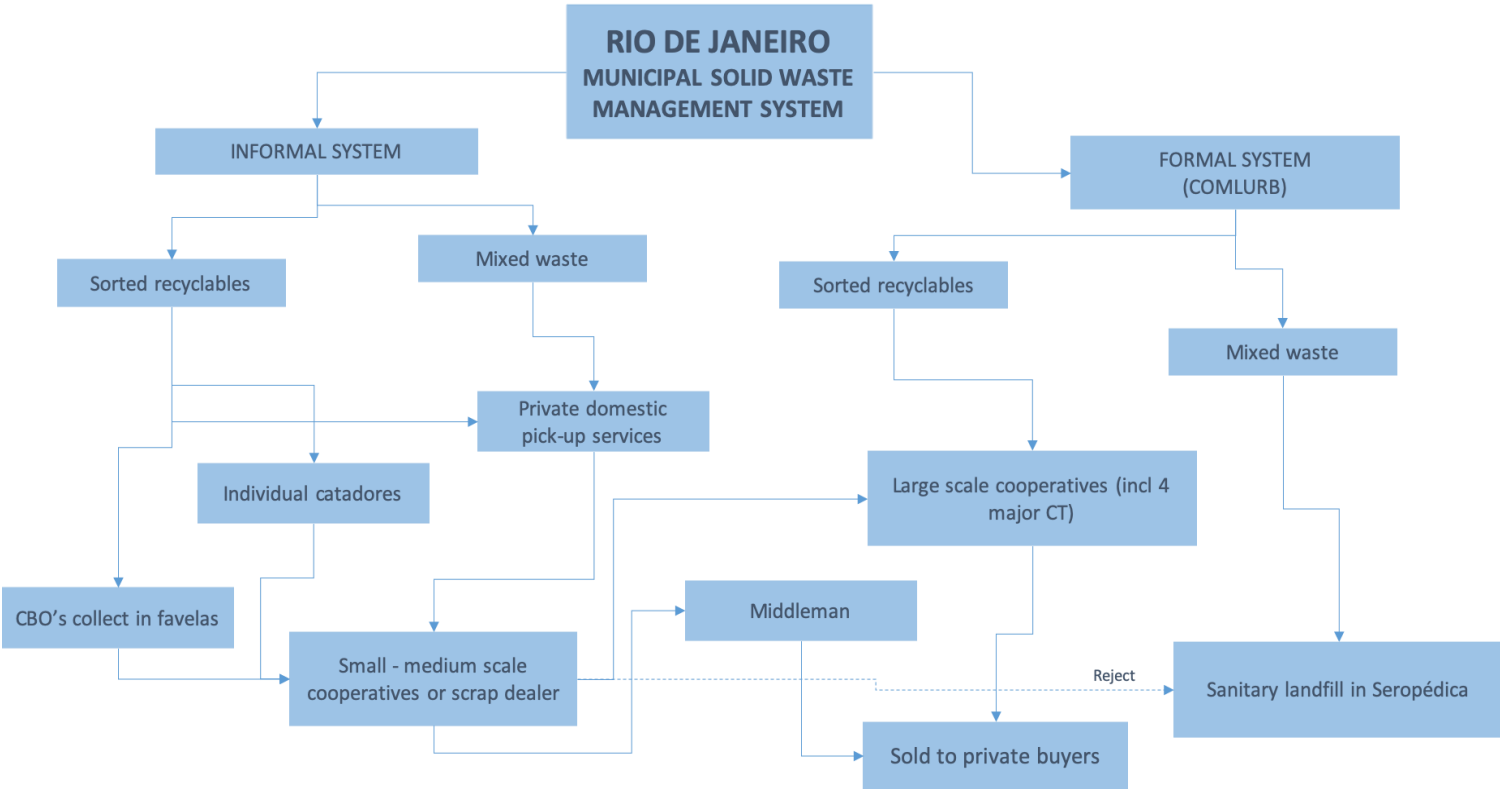 RIO DE JANEIRO
MUNICIPAL SOLID WASTE
MANAGEMENT SYSTEM
INFORMAL SYSTEM
FORMAL SYSTEM
(COMLURB)
Sorted recyclables
Mixed waste
Sorted recyclables
Mixed waste
Private domestic
pick-up services
Individual catadores
Large scale cooperatives (incl 4
major CT)
CBO’s collect in favelas
Middleman
Small - medium scale
cooperatives or scrap dealer
Reject
Sanitary landfill in Seropédica
Sold to private buyers